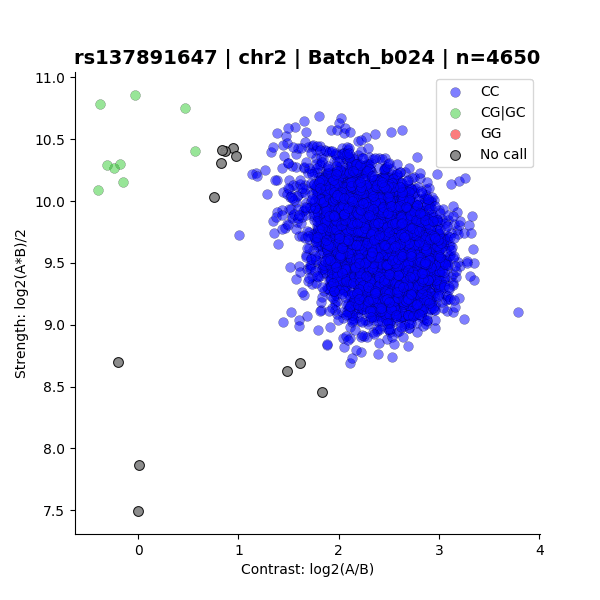 rs137891647 | chr2 | Batch_b024 | n=4650
11.0
10.5
10.0
9.5
9.0
8.5
8.0
7.5
Strength: log2(A*B)/2
CC
CG|GC
GG
No call
0 1 2 3 4
Contrast: log2(A/B)